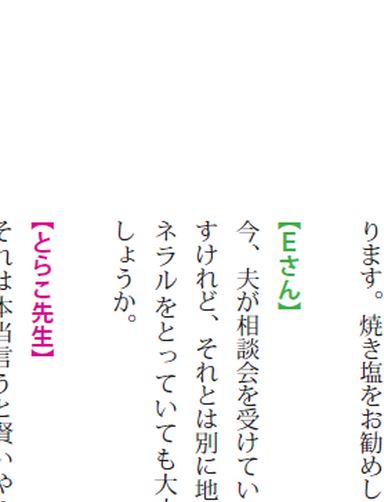 ります。焼き塩をお勧めし
【Eさん】
今、夫が相談会を受けてい
すけれど、それとは別に地
ネラルをとっていても大
しょうか。
【とらこ先生】
それは本当言うと賢いや